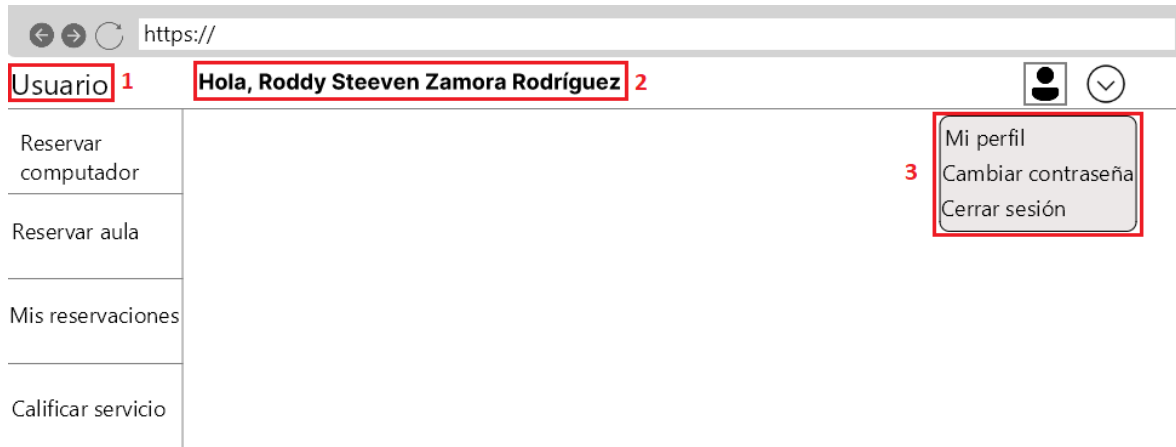 https://
Usuario 1
Hola, Roddy Steeven Zamora Rodríguez 2
Reservar
computador
Reservar aula
Mis reservaciones
Calificar servicio
3
Mi perfil
Cambiar contraseña
Cerrar sesión